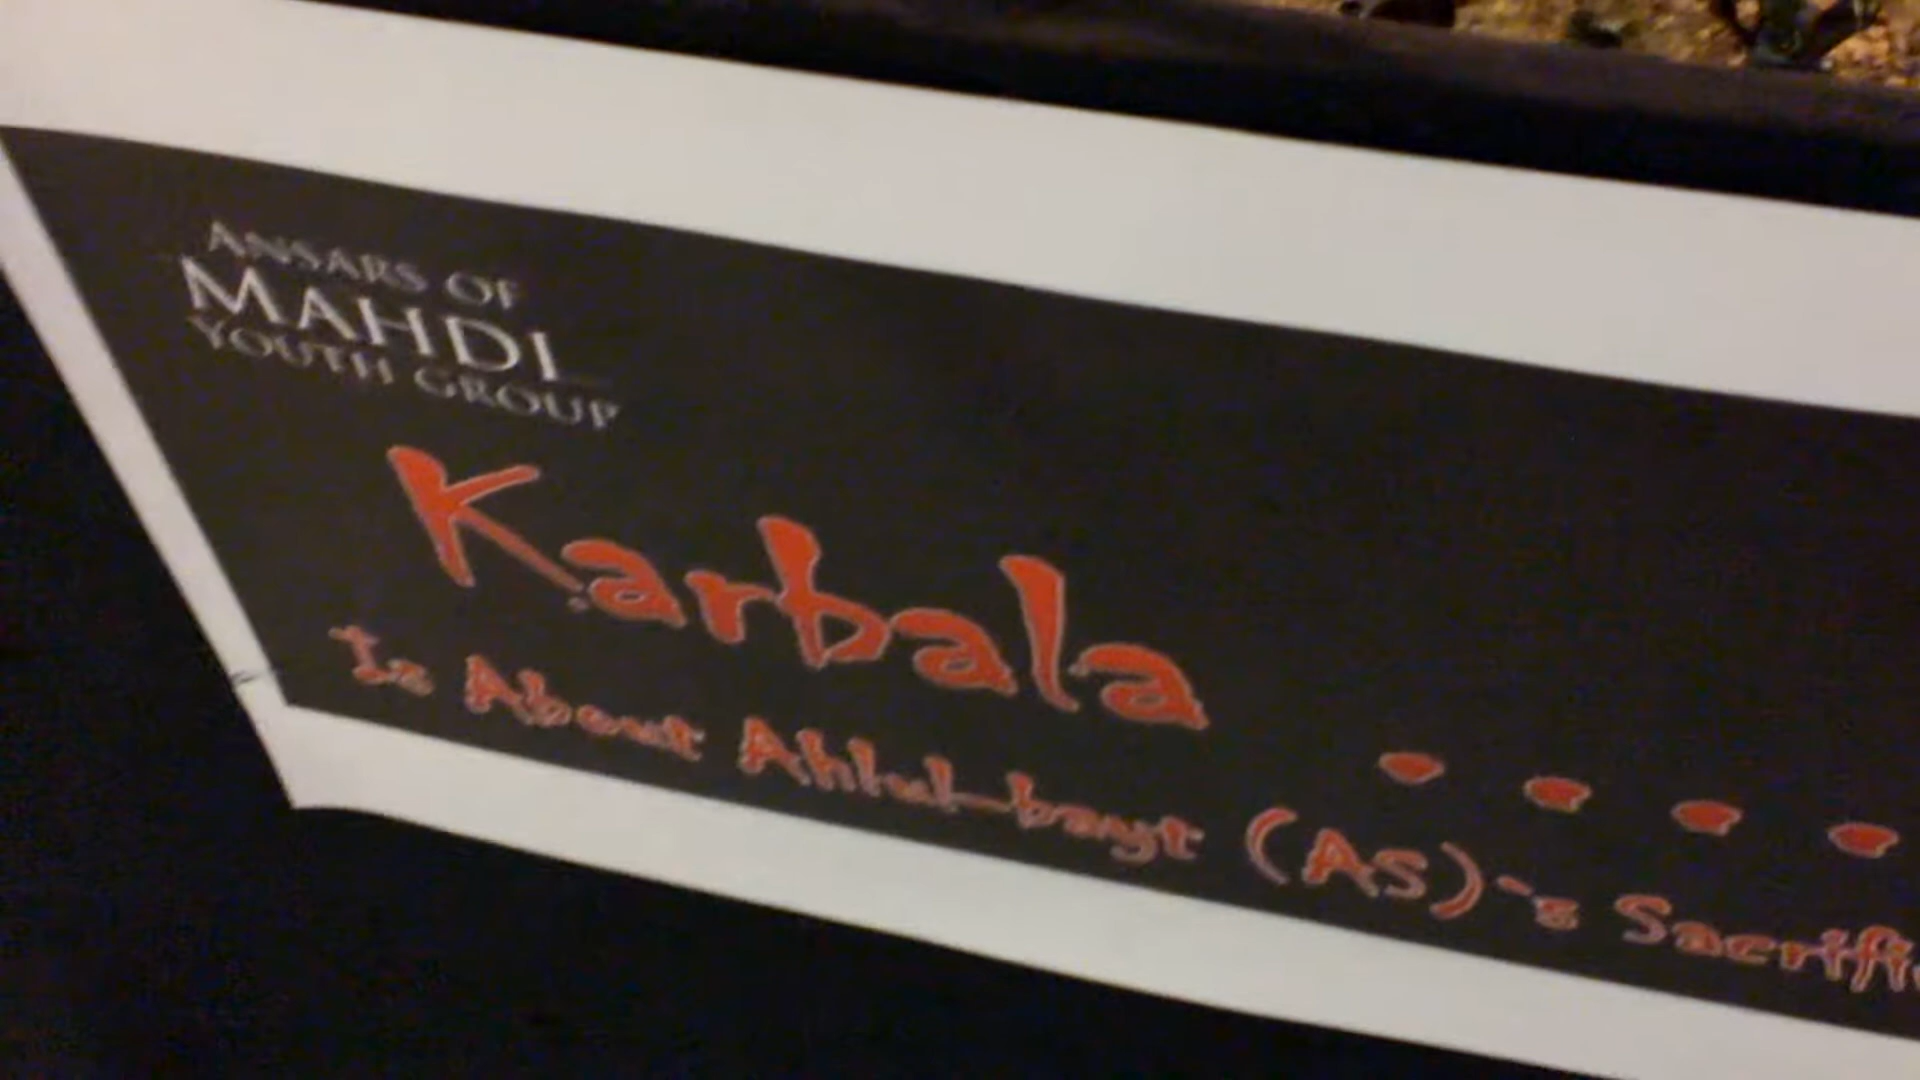 ANSARS OF
MAHDI
YOUTH GROUP
Karbala ....
Is About Ahlul-bayt (AS)'s